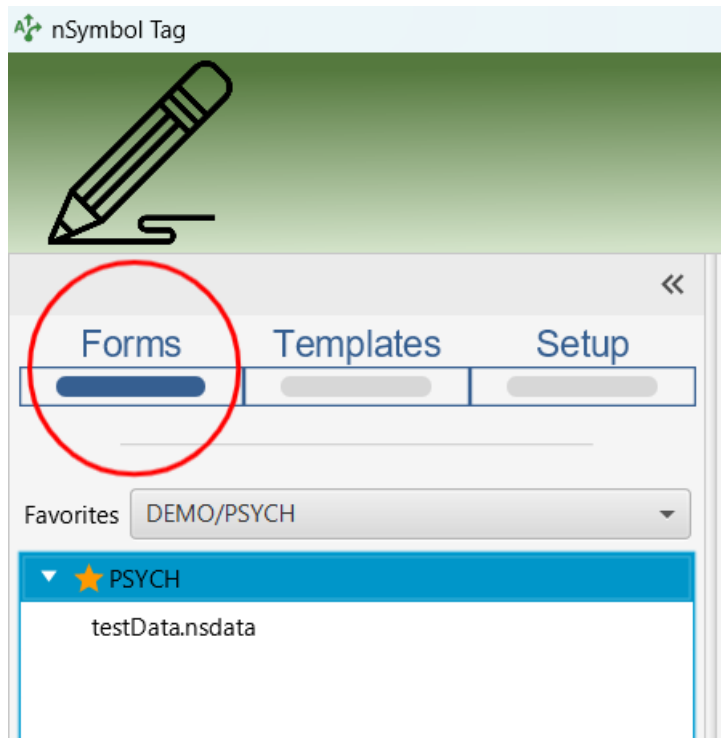 nSymbol Tag
Forms Templates Setup
Favorites DEMO/PSYCH
PSYCH
testData.nsdata